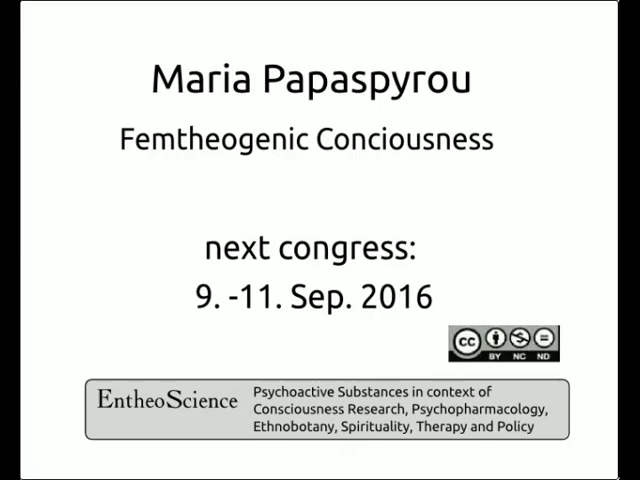 Maria Papaspyrou
Femtheogenic Conciousness
next congress:
9. -11. Sep. 2016
cc
BY NC ND
EntheoScience
Psychoactive Substances in context of
Consciousness Research, Psychopharmacology,
Ethnobotany, Spirituality, Therapy and Policy